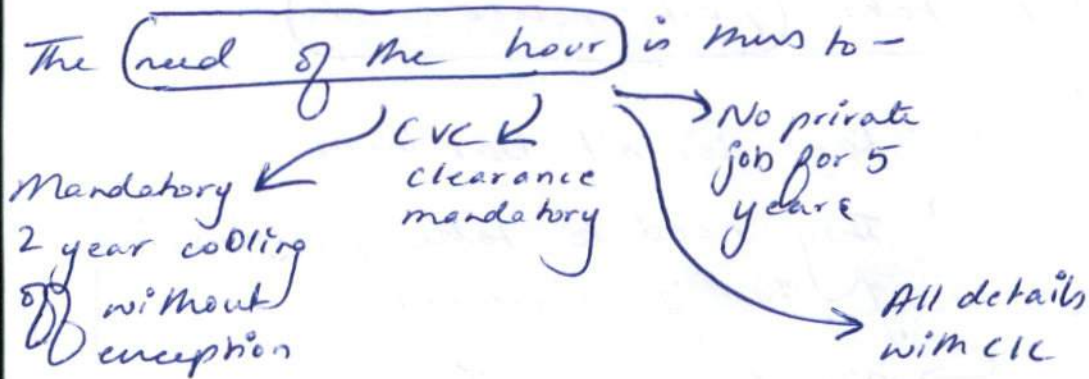 The need of the hour is thus to -
Mandatory
2 year cooling
off without
exception
CVC
clearance
mandatory
No private
job for 5
years
All details
with CIC